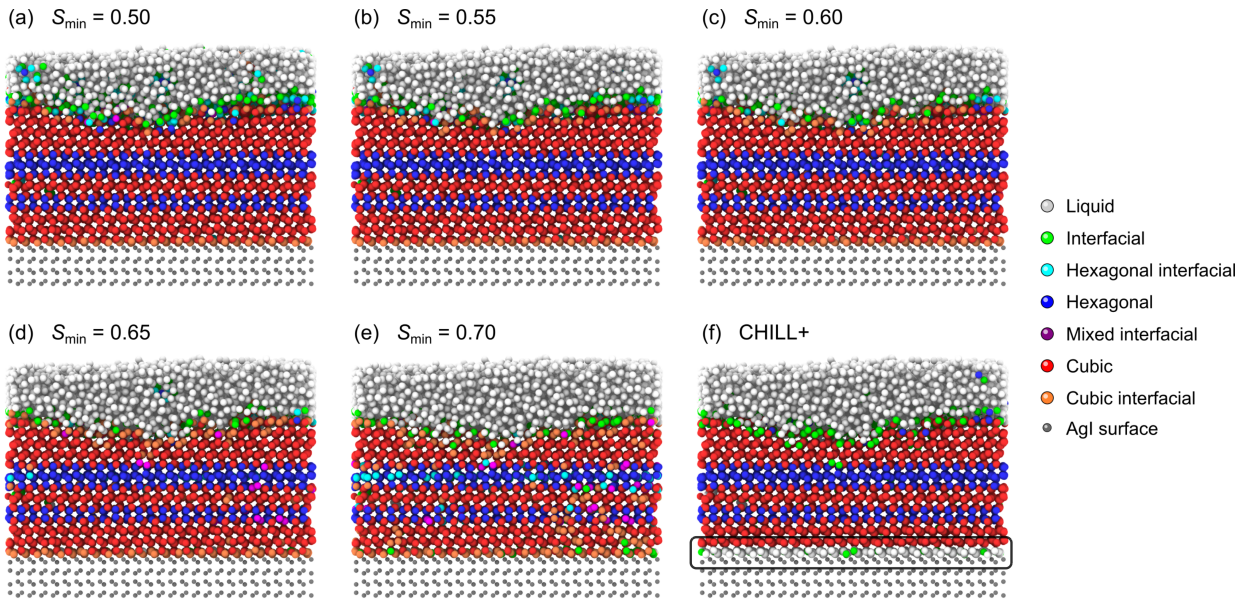 (a) Smin = 0.50
(b) Smin = 0.55
(c) Smin = 0.60
(d) Smin = 0.65
(e) Smin = 0.70
(f) CHILL+
Liquid
Interfacial
Hexagonal interfacial
Hexagonal
Mixed interfacial
Cubic
Cubic interfacial
AgI surface